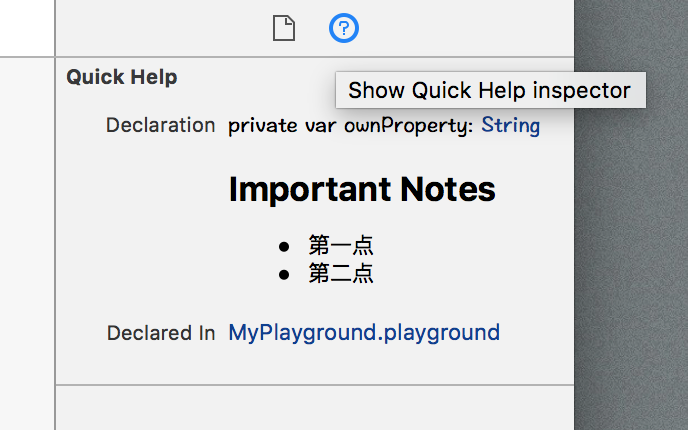 Quick Help
Show Quick Help inspector
Declaration private var ownProperty: String
Important Notes
• 第一点
• 第二点
Declared In MyPlayground.playground